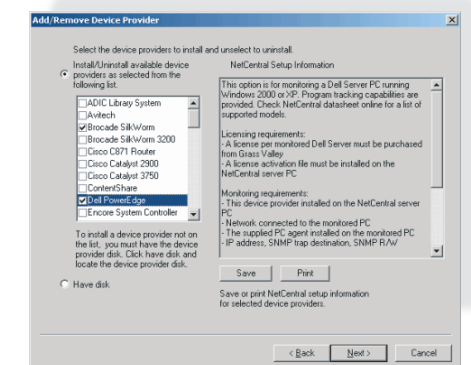 Add/Remove Device Provider
Select the device providers to install and unselect to uninstall.
Install/Uninstall available device
providers as selected from the
following list.
ADIC Library System
Avitech
Brocade SilkWorm
Brocade SilkWorm 3200
Cisco C871 Router
Cisco Catalyst 2900
Cisco Catalyst 3750
ContentShare
Dell PowerEdge
Encore System Controller
To install a device provider not on
the list, you must have the device
provider disk. Click have disk and
locate the device provider disk.
Have disk
NetCentral Setup Information
This option is for monitoring a Dell Server PC running
Windows 2000 or XP. Program tracking capabilities are
provided. Check NetCentral datasheet online for a list of
supported models.
Licensing requirements:
- A license per monitored Dell Server must be purchased
from Grass Valley
- A license activation file must be installed on the
NetCentral server PC
Monitoring requirements:
- This device provider installed on the NetCentral server
PC
- Network connected to the monitored PC
- The supplied PC agent installed on the monitored PC
- IP address, SNMP trap destination, SNMP R/W
Save
Print
Save or print NetCentral setup information
for selected device providers.
< Back
Next >
Cancel